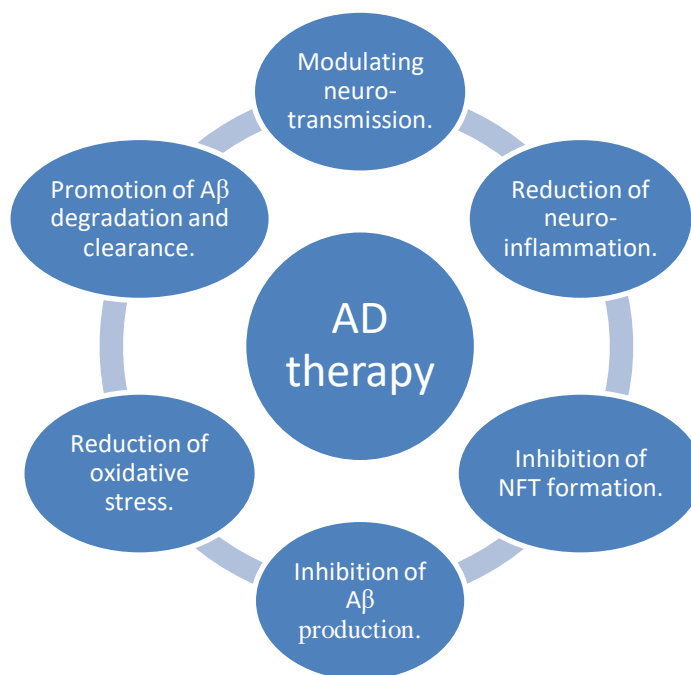 Modulating
neuro-
transmission.
Reduction of
neuro-
inflammation.
Inhibition of
NFT formation.
Inhibition of
Aβ
production.
Reduction of
oxidative
stress.
Promotion of Aβ
degradation and
clearance.
AD
therapy